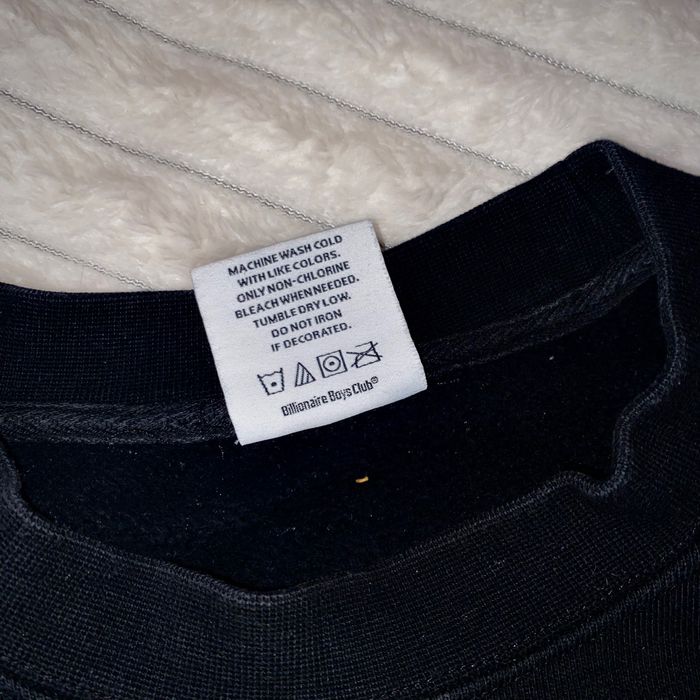 MACHINE WASH COLD
WITH LIKE COLORS.
ONLY NON-CHLORINE
BLEACH WHEN NEEDED.
TUMBLE DRY LOW.
DO NOT IRON
IF DECORATED.
Billionaire Boys Club®